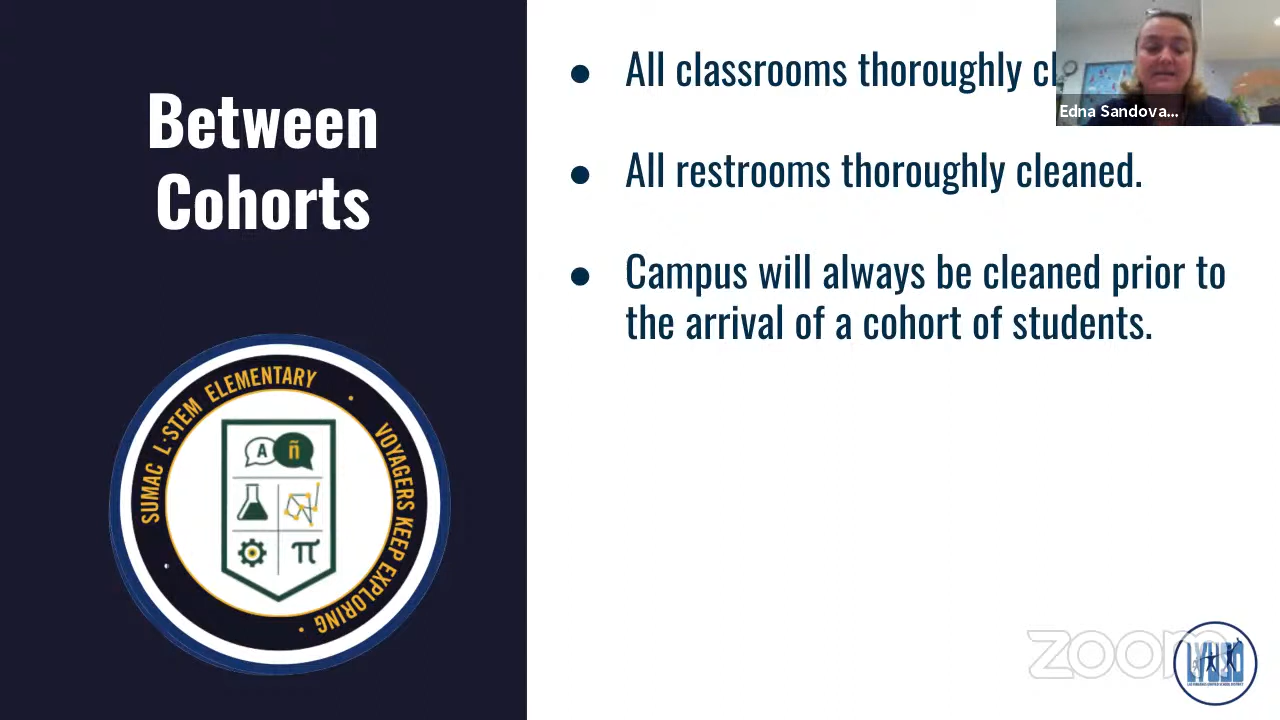 Between
Cohorts
● All classrooms thoroughly
● All restrooms thoroughly cleaned.
● Campus will always be cleaned prior to
the arrival of a cohort of students.
Edna Sandova...
SUMAC L·STEM ELEMENTARY
· VOYAGERS KEEP EXPLORING ·
A
ñ
π
zoom
LVUSD